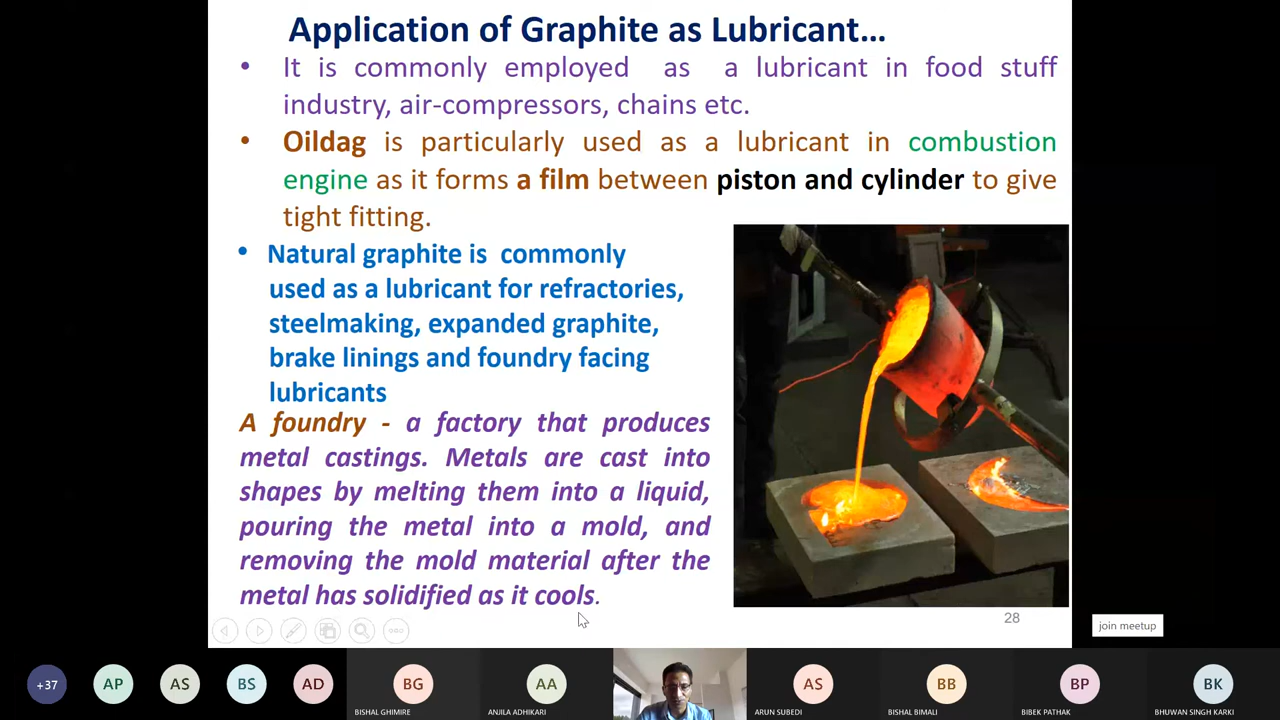 Application of Graphite as Lubricant…
• It is commonly employed as a lubricant in food stuff
industry, air-compressors, chains etc.
• Oildag is particularly used as a lubricant in combustion
engine as it forms a film between piston and cylinder to give
tight fitting.
• Natural graphite is commonly
used as a lubricant for refractories,
steelmaking, expanded graphite,
brake linings and foundry facing
lubricants
A foundry - a factory that produces
metal castings. Metals are cast into
shapes by melting them into a liquid,
pouring the metal into a mold, and
removing the mold material after the
metal has solidified as it cools.
28
join meetup
+37 AP AS BS AD BG AA AS BB BP BK
BISHAL GHIMIRE ANJILA ADHIKARI ARUN SUBEDI BISHAL BIMALI BIBEK PATHAK BHUWAN SINGH KARKI